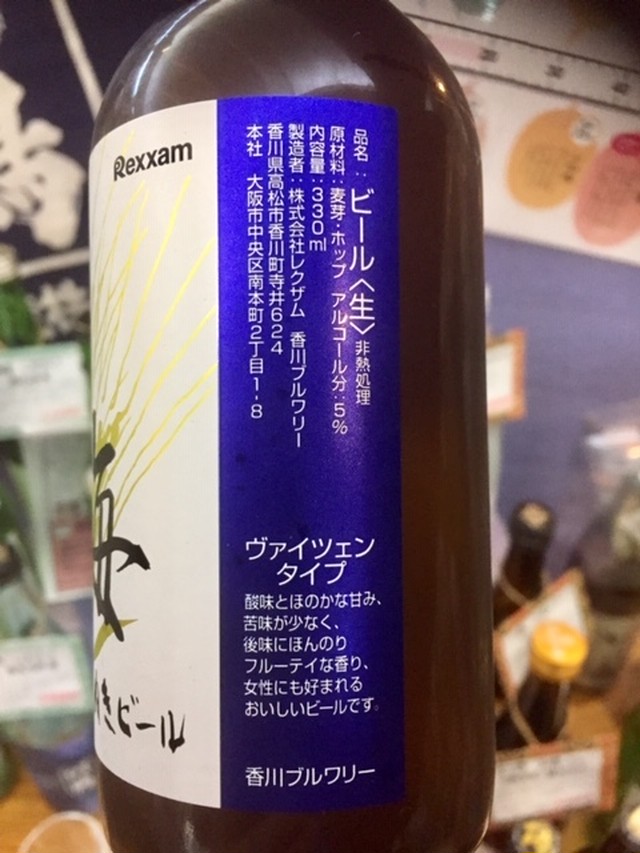 Rexxam
品名:ビール〈生〉非熱処理
原材料:麦芽・ホップ アルコール分:5%
内容量:330ml
製造者:株式会社レクザム 香川ブルワリー
香川県高松市香川町寺井624
本社 大阪市中央区南本町2丁目1-8
きビール
ヴァイツェン
タイプ
酸味とほのかな甘み、
苦味が少なく、
後味にほんのり
フルーテイな香り、
女性にも好まれる
おいしいビールです。
香川ブルワリー